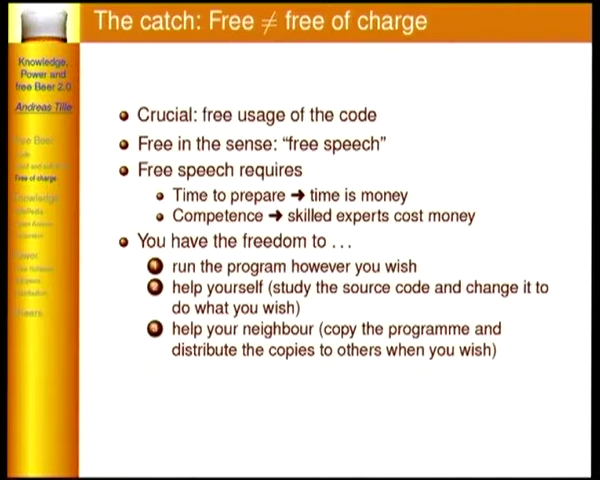 The catch: Free ≠ free of charge
Knowledge,
Power and
free Beer 2.0
Andreas Tille
Free Beer
Free of charge
Knowledge
Power
Crucial: free usage of the code
Free in the sense: “free speech”
Free speech requires
Time to prepare ➜ time is money
Competence ➜ skilled experts cost money
You have the freedom to …
run the program however you wish
help yourself (study the source code and change it to
do what you wish)
help your neighbour (copy the programme and
distribute the copies to others when you wish)